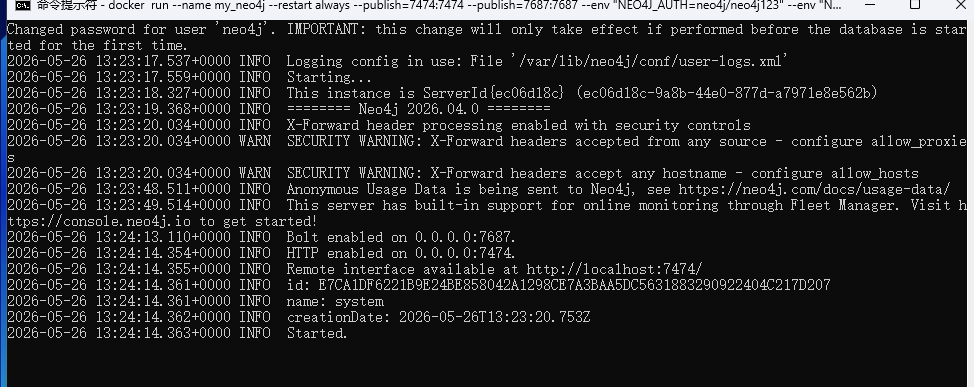 命令提示符 - docker  run --name my_neo4j --restart always --publish=7474:7474 --publish=7687:7687 --env "NEO4J_AUTH=neo4j/neo4j123" --env "N...
Changed password for user 'neo4j'. IMPORTANT: this change will only take effect if performed before the database is star
ted for the first time.
2026-05-26 13:23:17.537+0000 INFO  Logging config in use: File '/var/lib/neo4j/conf/user-logs.xml'
2026-05-26 13:23:17.559+0000 INFO  Starting...
2026-05-26 13:23:18.327+0000 INFO  This instance is ServerId{ec06d18c} (ec06d18c-9a8b-44e0-877d-a7971e8e562b)
2026-05-26 13:23:19.368+0000 INFO  ======== Neo4j 2026.04.0 ========
2026-05-26 13:23:20.034+0000 INFO  X-Forward header processing enabled with security controls
2026-05-26 13:23:20.034+0000 WARN  SECURITY WARNING: X-Forward headers accepted from any source - configure allow_proxie
s
2026-05-26 13:23:20.034+0000 WARN  SECURITY WARNING: X-Forward headers accept any hostname - configure allow_hosts
2026-05-26 13:23:48.511+0000 INFO  Anonymous Usage Data is being sent to Neo4j, see https://neo4j.com/docs/usage-data/
2026-05-26 13:23:49.514+0000 INFO  This server has built-in support for online monitoring through Fleet Manager. Visit h
ttps://console.neo4j.io to get started!
2026-05-26 13:24:13.110+0000 INFO  Bolt enabled on 0.0.0.0:7687.
2026-05-26 13:24:14.354+0000 INFO  HTTP enabled on 0.0.0.0:7474.
2026-05-26 13:24:14.355+0000 INFO  Remote interface available at http://localhost:7474/
2026-05-26 13:24:14.361+0000 INFO  id: E7CA1DF6221B9E24BE858042A1298CE7A3BAA5DC5631883290922404C217D207
2026-05-26 13:24:14.361+0000 INFO  name: system
2026-05-26 13:24:14.362+0000 INFO  creationDate: 2026-05-26T13:23:20.753Z
2026-05-26 13:24:14.363+0000 INFO  Started.